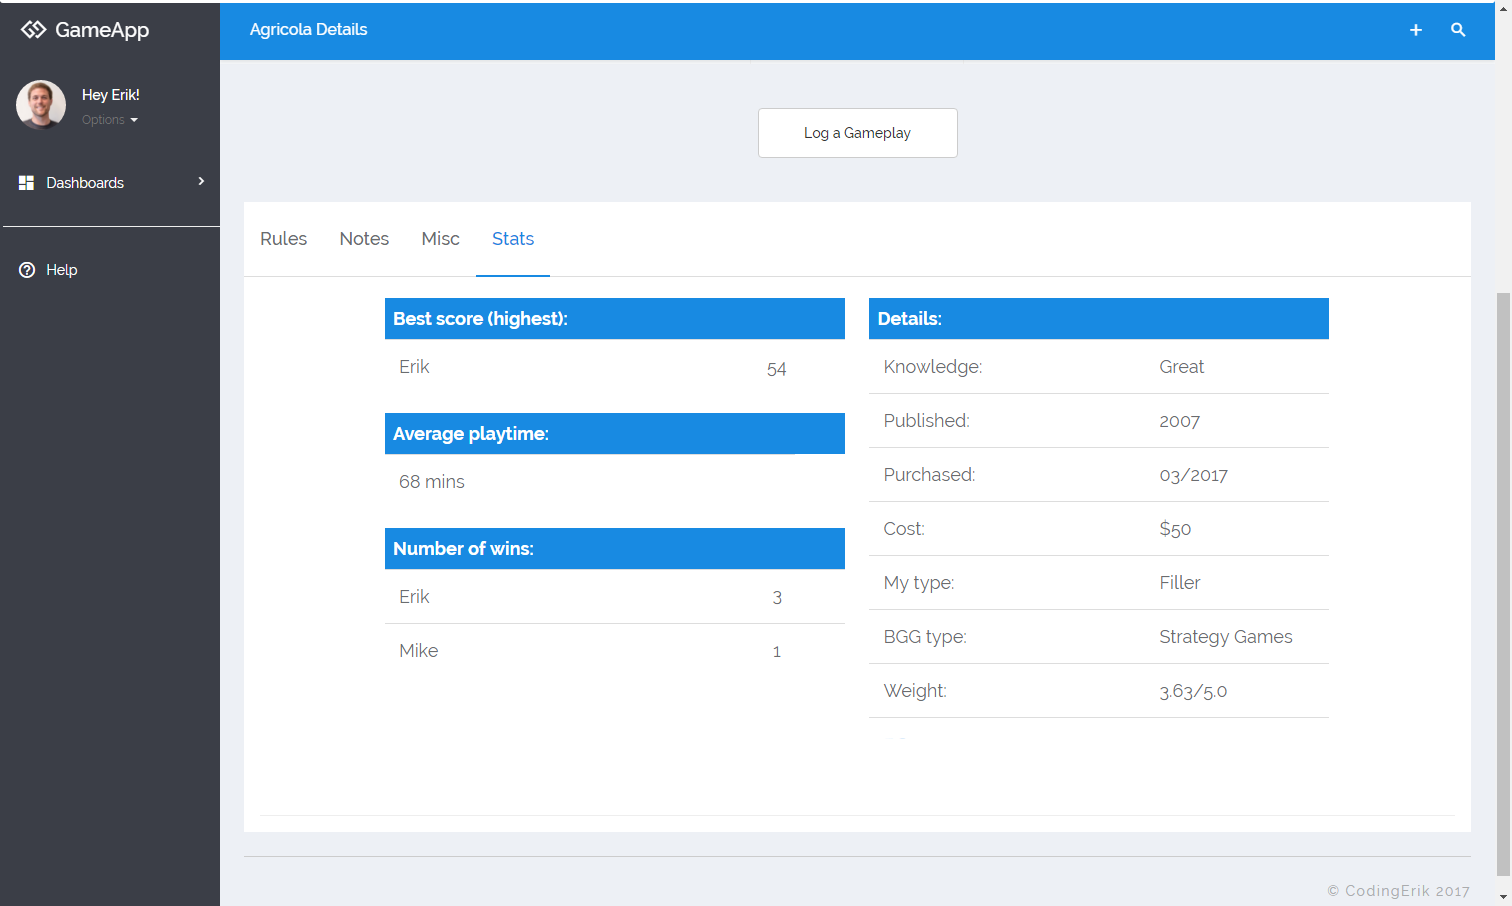 GameApp
Agricola Details
Hey Erik!
Options
Dashboards
Help
Log a Gameplay
Rules Notes Misc Stats
Best score (highest):
Erik 54
Average playtime:
68 mins
Number of wins:
Erik 3
Mike 1
Details:
Knowledge: Great
Published: 2007
Purchased: 03/2017
Cost: $50
My type: Filler
BGG type: Strategy Games
Weight: 3.63/5.0
© CodingErik 2017